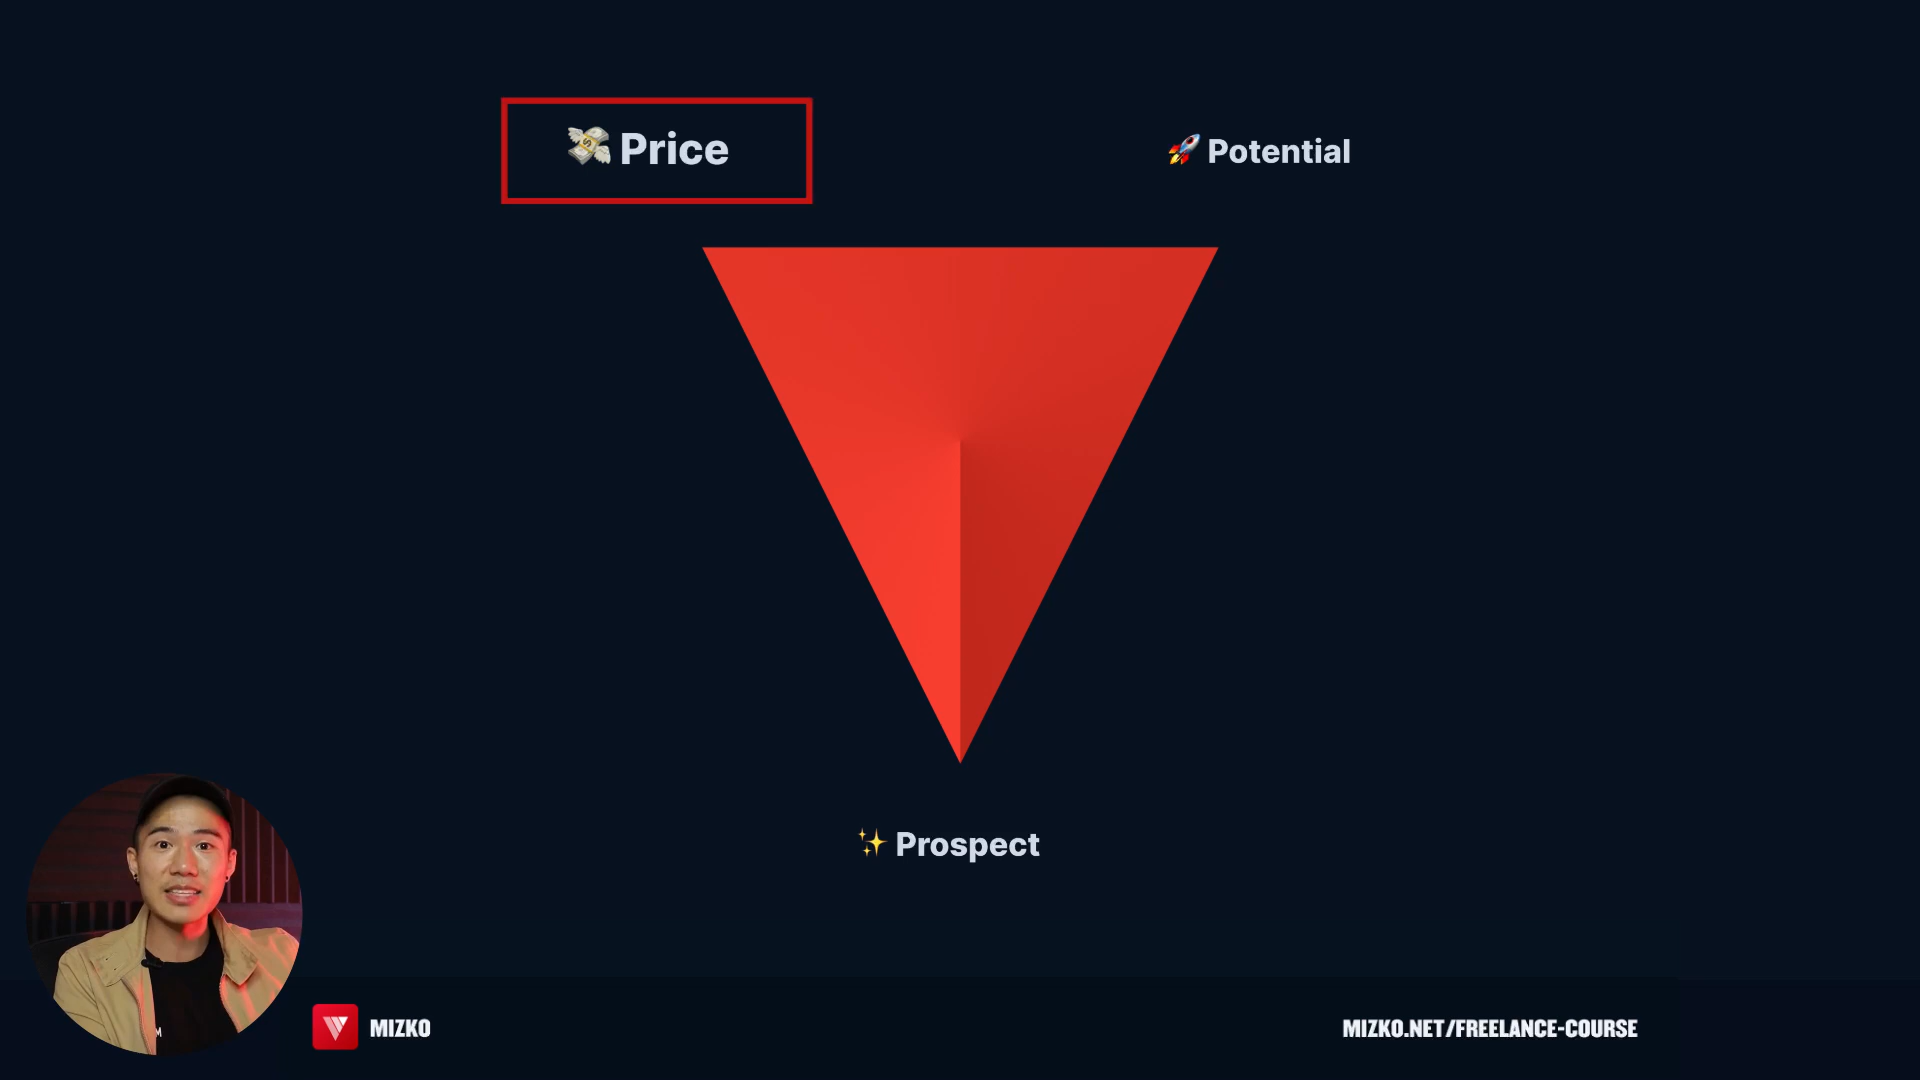 Price
Potential
Prospect
M
MIZKO
MIZKO.NET/FREELANCE-COURSE